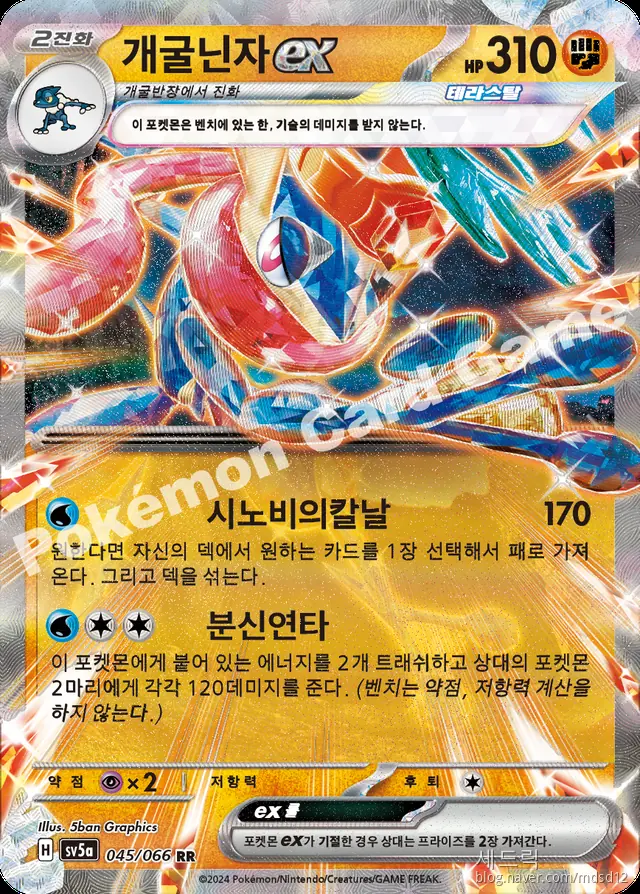 2진화
개굴닌자 ex
HP 310
개굴반장에서 진화
테라스탈
이 포켓몬은 벤치에 있는 한, 기술의 데미지를 받지 않는다.
Pokémon Card Game
시노비의칼날 170
원한다면 자신의 덱에서 원하는 카드를 1장 선택해서 패로 가져
온다. 그리고 덱을 섞는다.
분신연타
이 포켓몬에게 붙어 있는 에너지를 2개 트래쉬하고 상대의 포켓몬
2마리에게 각각 120데미지를 준다. (벤치는 약점, 저항력 계산을
하지 않는다.)
약점 ×2 저항력 후퇴
ex 룰
포켓몬 ex가 기절한 경우 상대는 프라이즈를 2장 가져간다.
Illus. 5ban Graphics
H sv5a 045/066 RR
세드릭
blog.naver.com/mdsd12
©2024 Pokémon/Nintendo/Creatures/GAME FREAK.